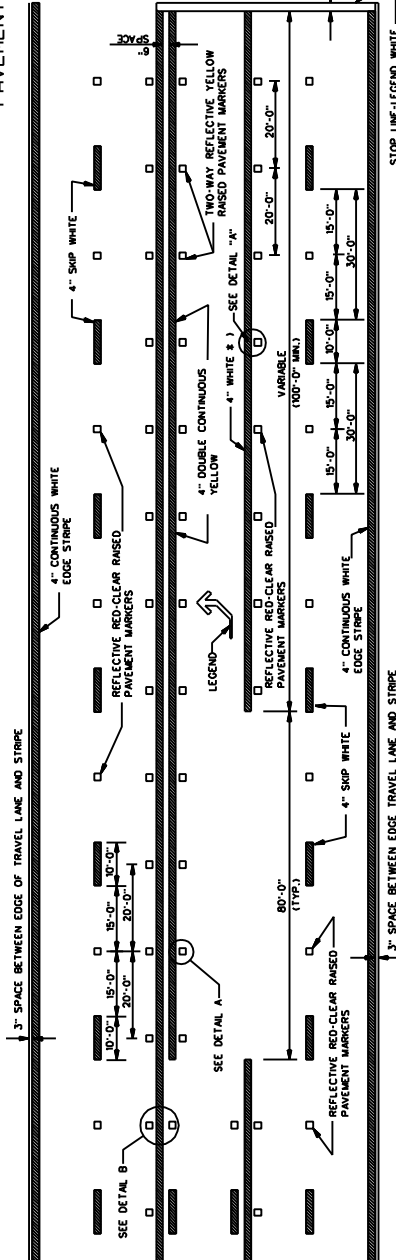 PAVEMENT
3" SPACE BETWEEN EDGE OF TRAVEL LANE AND STRIPE
4" CONTINUOUS WHITE
EDGE STRIPE
4" SKIP WHITE
10'-0"
15'-0"
15'-0"
10'-0"
20'-0"
20'-0"
REFLECTIVE RED-CLEAR RAISED
PAVEMENT MARKERS
6"
SPACE
SEE DETAIL B
SEE DETAIL A
LEGEND
4" DOUBLE CONTINUOUS
YELLOW
TWO-WAY REFLECTIVE YELLOW
RAISED PAVEMENT MARKERS
4" WHITE * )
SEE DETAIL "A"
20'-0"
20'-0"
REFLECTIVE RED-CLEAR RAISED
PAVEMENT MARKERS
80'-0"
(TYP.)
VARIABLE
(100'-0" MIN.)
15'-0"
15'-0"
10'-0"
15'-0"
15'-0"
30'-0"
30'-0"
REFLECTIVE RED-CLEAR RAISED
PAVEMENT MARKERS
4" SKIP WHITE
4" CONTINUOUS WHITE
EDGE STRIPE
3" SPACE BETWEEN EDGE TRAVEL LANE AND STRIPE
STOP LINE-LEGEND WHITE